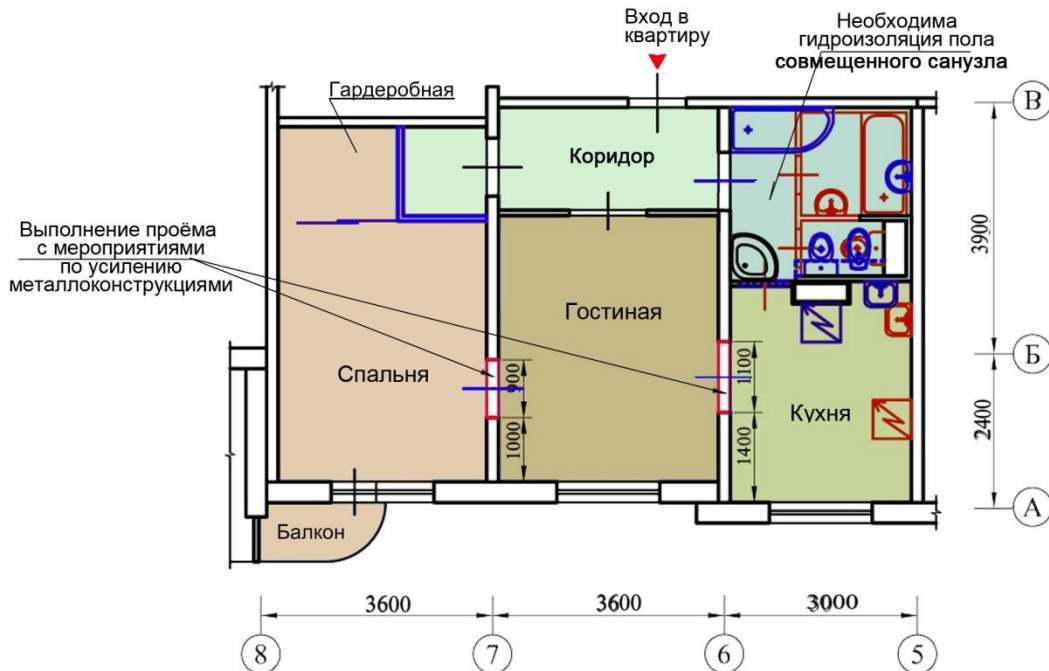 Вход в
квартиру
Необходима
гидроизоляция пола
совмещенного санузла
Гардеробная
В
Коридор
Выполнение проёма
с мероприятиями
по усилению
металлоконструкциями
3900
Гостиная
Б
Спальня
900
1100
Кухня
2400
1000
1400
А
Балкон
3600
3600
3000
8
7
6
5